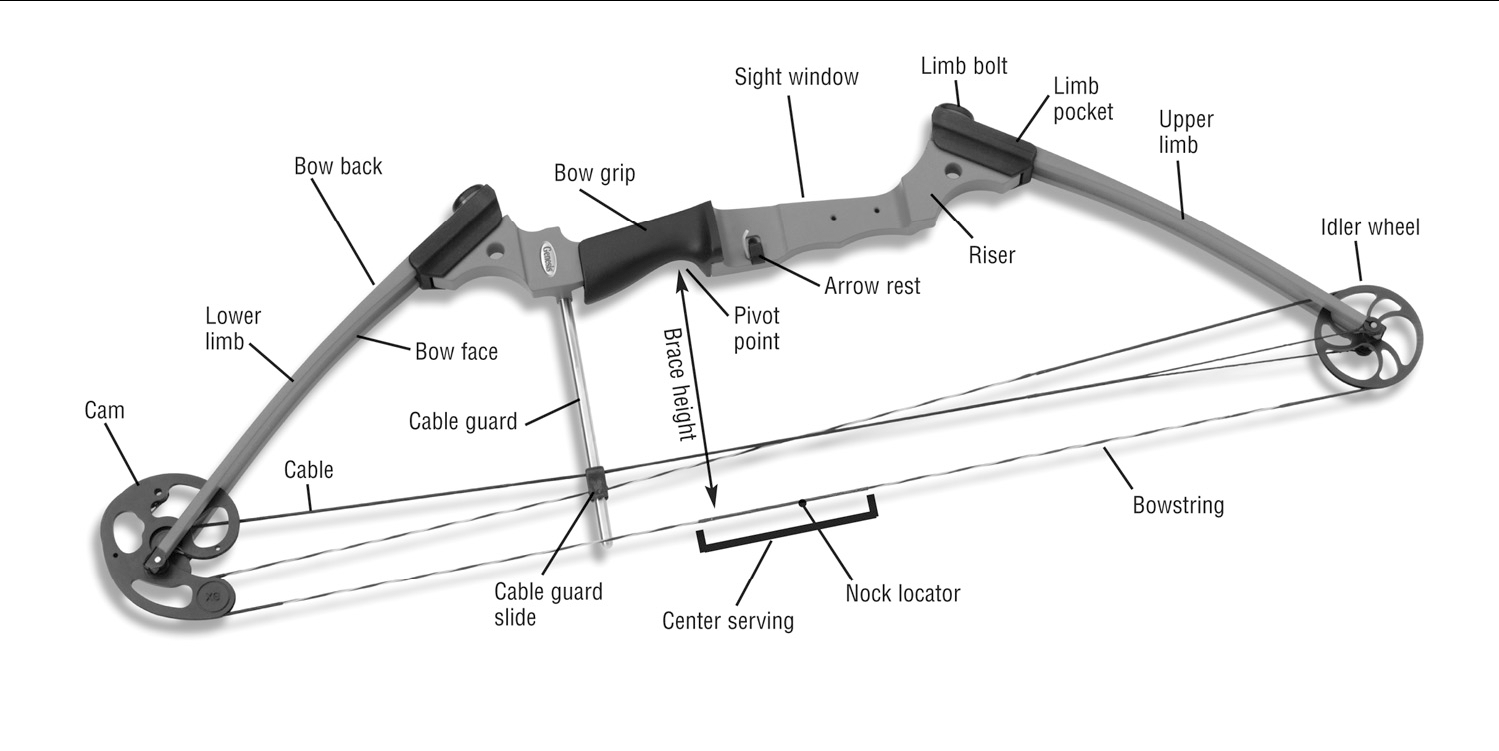 Limb bolt
Sight window
Limb
pocket
Upper
limb
Bow back
Bow grip
Idler wheel
Riser
Genesis
Arrow rest
Lower
limb
Pivot
point
Bow face
Brace height
Cam
Cable guard
Cable
Bowstring
Cable guard
slide
Nock locator
Center serving